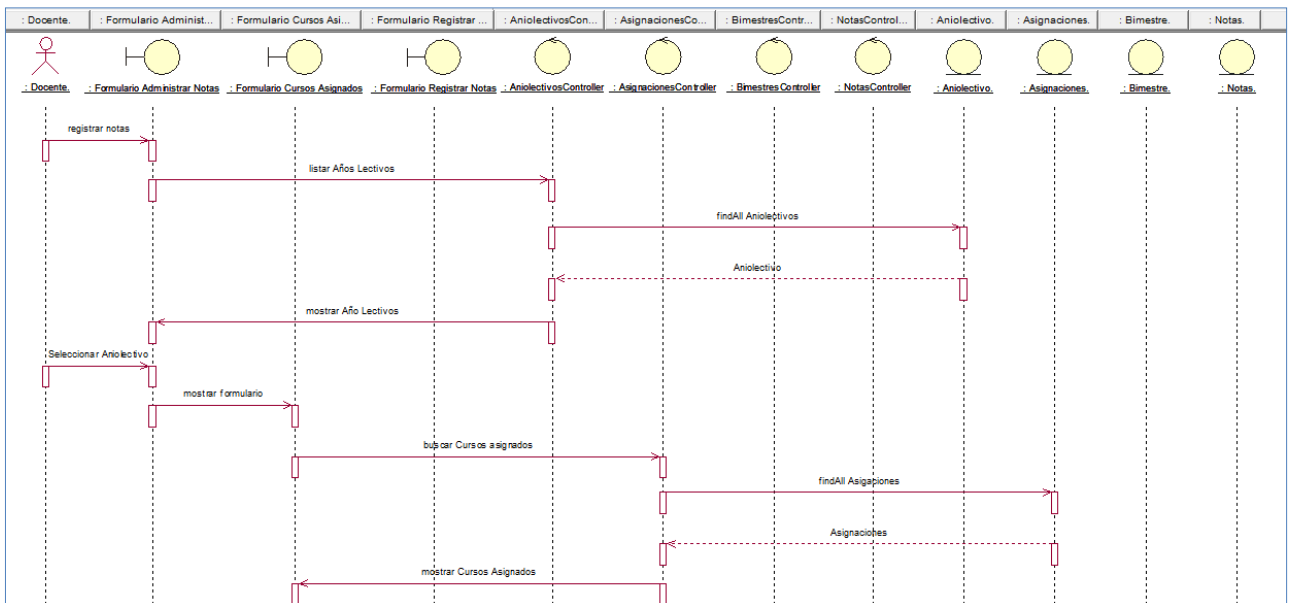 : Docente.
: Formulario Administ...
: Formulario Cursos Asi...
: Formulario Registrar ...
: AniolectivosCon...
: AsignacionesCo...
: BimestresContr...
: NotasControl...
: Aniolectivo.
: Asignaciones.
: Bimestre.
: Notas.
: Docente.
: Formulario Administrar Notas
: Formulario Cursos Asignados
: Formulario Registrar Notas
: AniolectivosController
: AsignacionesController
: BimestresController
: NotasController
: Aniolectivo.
: Asignaciones.
: Bimestre.
: Notas.
registrar notas
listar Años Lectivos
findAll Aniolectivos
Aniolectivo
mostrar Año Lectivos
Seleccionar Aniolectivo
mostrar formulario
buscar Cursos asignados
findAll Asigaciones
Asignaciones
mostrar Cursos Asignados